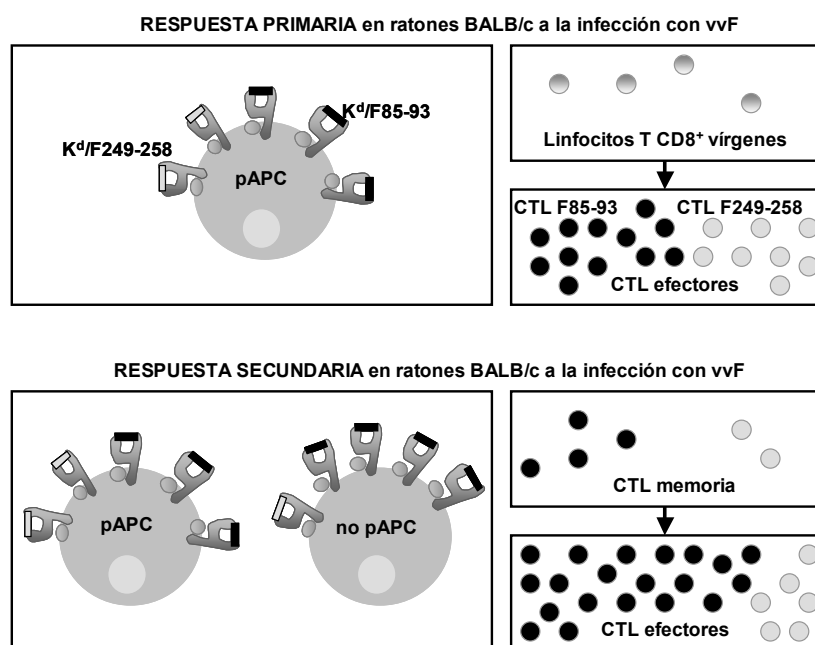 RESPUESTA PRIMARIA en ratones BALB/c a la infección con vvF
K^d/F85-93
K^d/F249-258
pAPC
Linfocitos T CD8⁺ vírgenes
CTL F85-93
CTL F249-258
CTL efectores
RESPUESTA SECUNDARIA en ratones BALB/c a la infección con vvF
pAPC
no pAPC
CTL memoria
CTL efectores